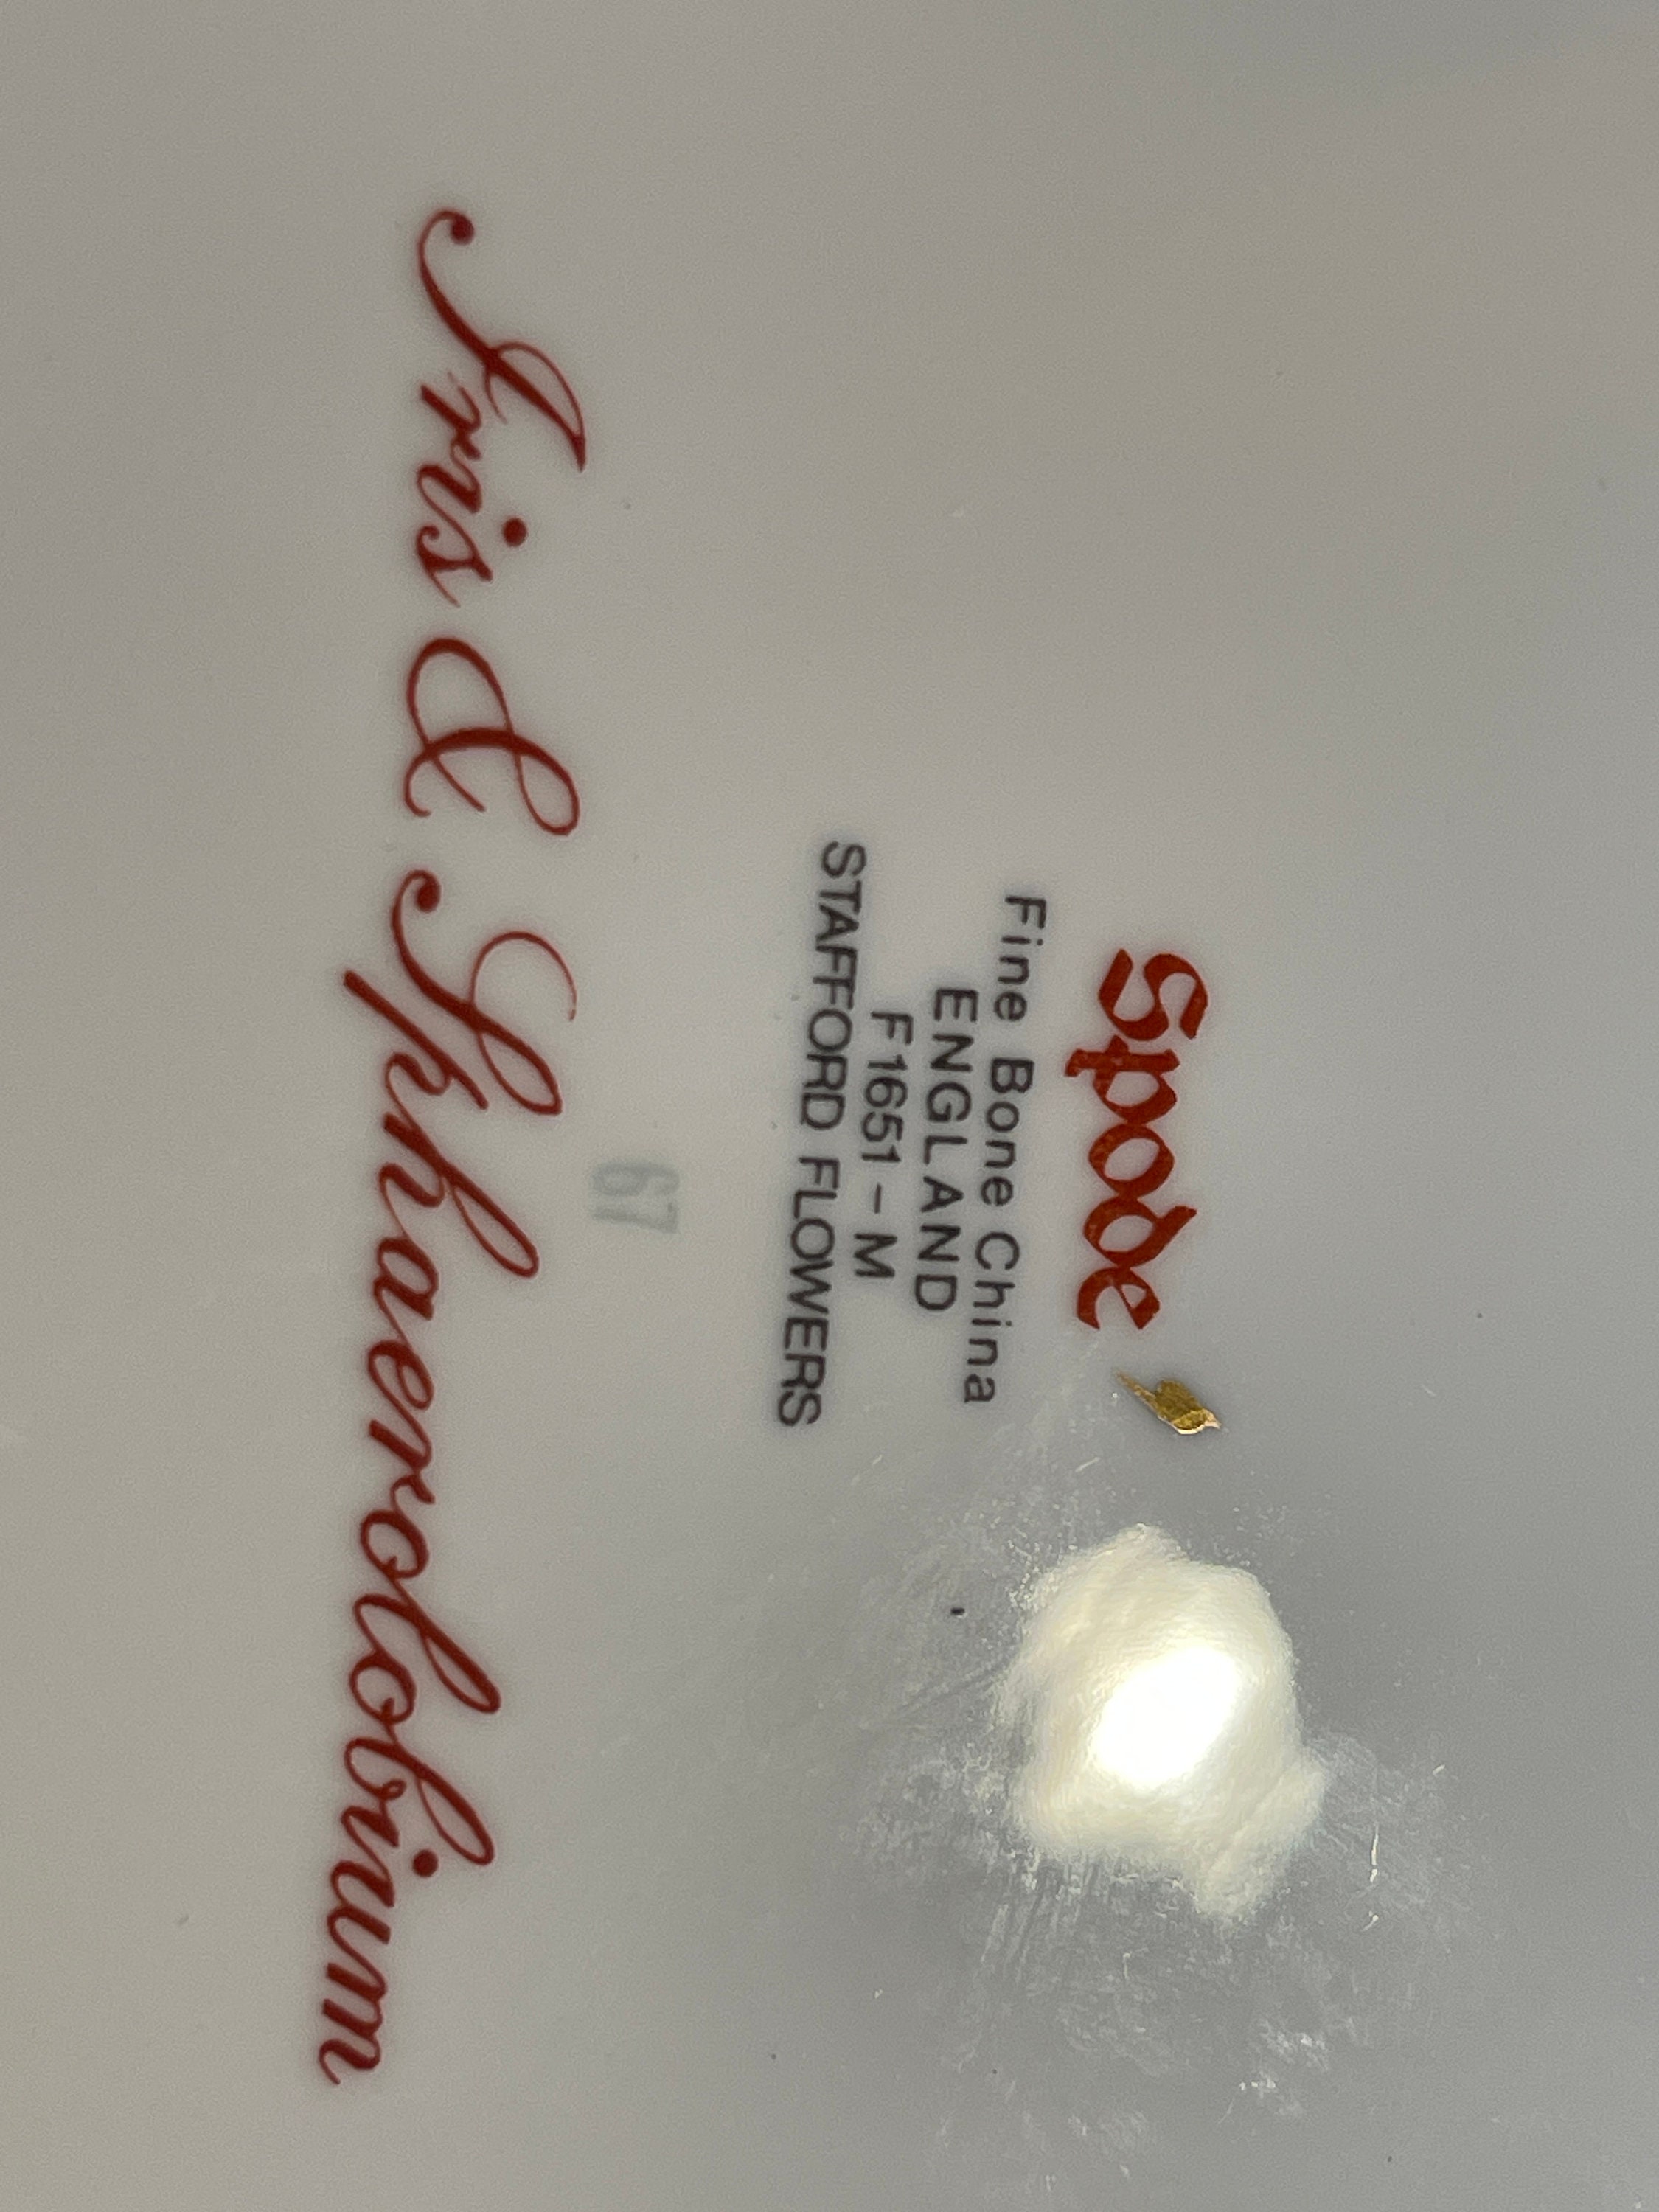 Spode
Fine Bone China
ENGLAND
F1651-M
STAFFORD FLOWERS
67
Iris & Sphaerolobium